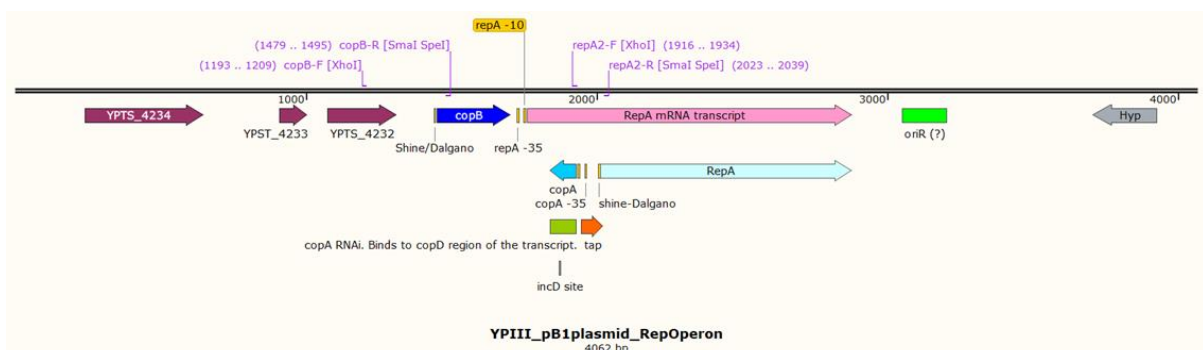 repA -10
(1479 .. 1495) copB-R [SmaI SpeI]
repA2-F [XhoI] (1916 .. 1934)
(1193 .. 1209) copB-F [XhoI]
repA2-R [SmaI SpeI] (2023 .. 2039)
1000 2000 3000 4000
YPTS_4234 copB RepA mRNA transcript Hyp
YPST_4233 YPTS_4232 oriR (?)
Shine/Dalgano repA -35
RepA
copA
copA -35 shine-Dalgano
copA RNAi. Binds to copD region of the transcript. tap
incD site
YPIII_pB1plasmid_RepOperon
4062 bp